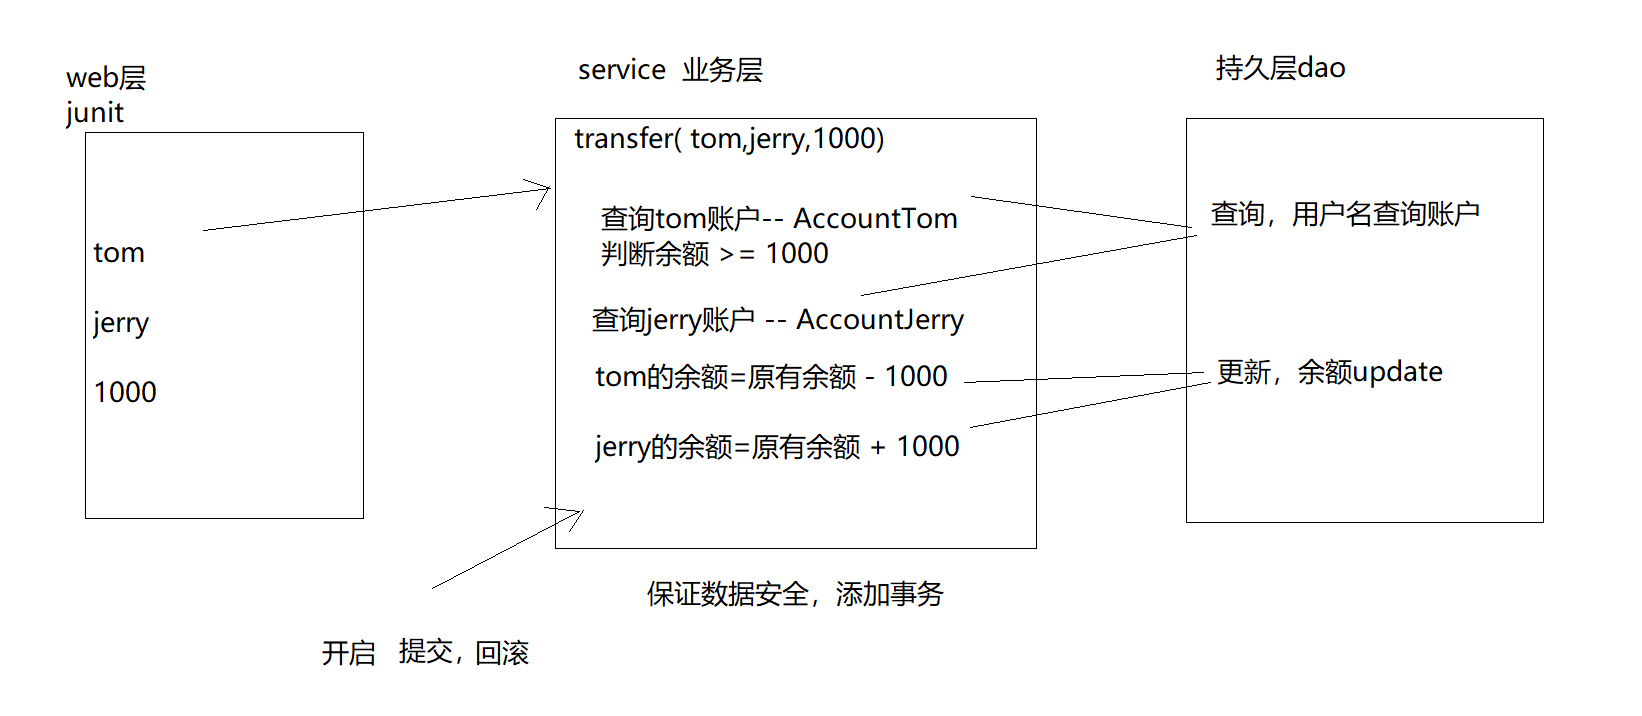 web层
junit
tom
jerry
1000
service 业务层
transfer( tom,jerry,1000)
查询tom账户-- AccountTom
判断余额 >= 1000
查询jerry账户 -- AccountJerry
tom的余额=原有余额 - 1000
jerry的余额=原有余额 + 1000
保证数据安全，添加事务
开启 提交，回滚
持久层dao
查询，用户名查询账户
更新，余额update